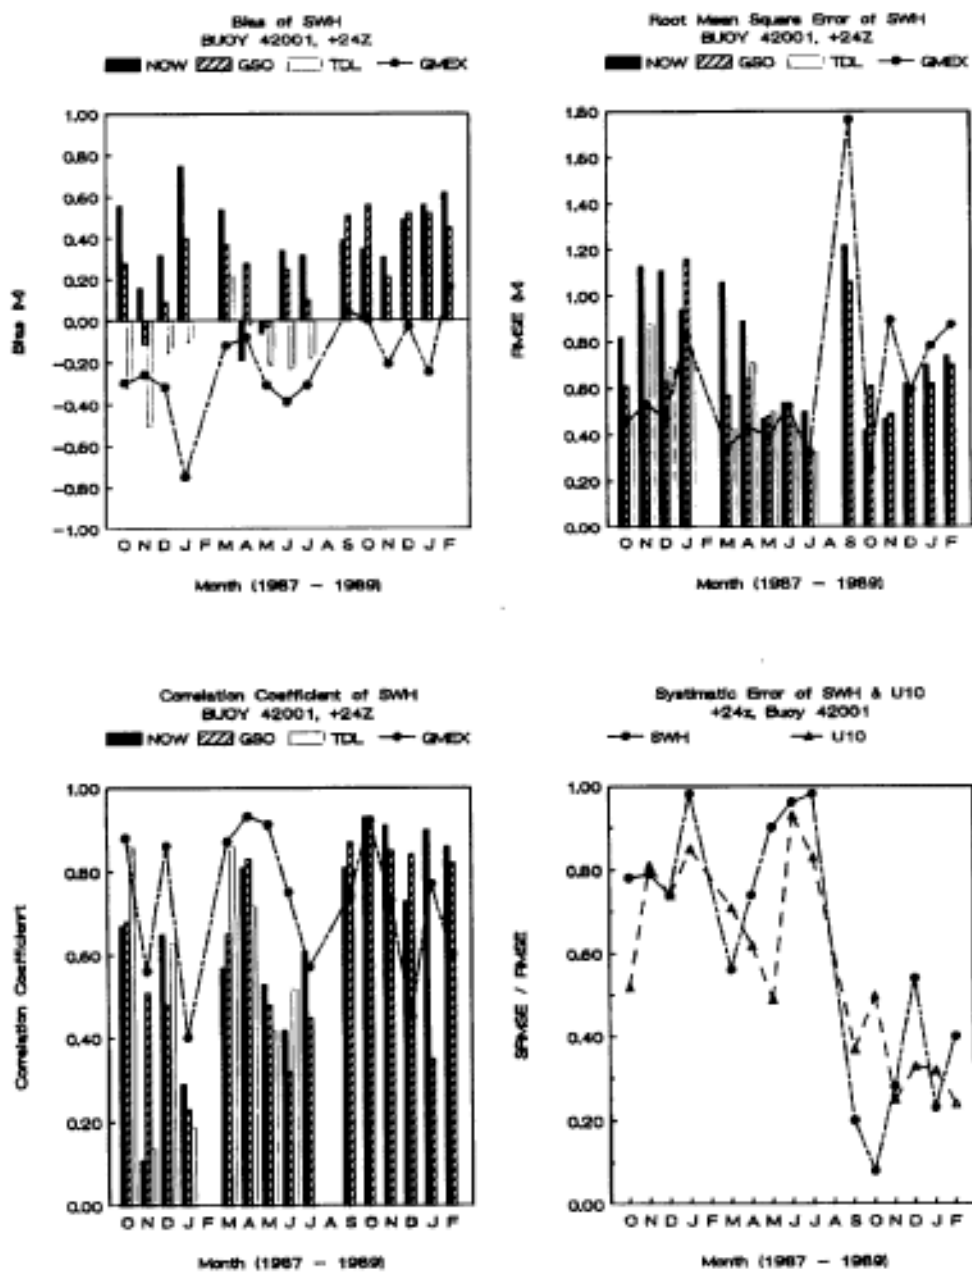 Bias of SWH
BUOY 42001, +24Z
NOW GSO TDL GMEX
1.00
0.80
0.60
0.40
0.20
0.00
-0.20
-0.40
-0.60
-0.80
-1.00
Bias (M)
O N D J F M A M J J A S O N D J F
Month (1987 - 1989)
Root Mean Square Error of SWH
BUOY 42001, +24Z
NOW GSO TDL GMEX
1.80
1.60
1.40
1.20
1.00
0.80
0.60
0.40
0.20
0.00
RMSE (M)
O N D J F M A M J J A S O N D J F
Month (1987 - 1989)
Correlation Coefficient of SWH
BUOY 42001, +24Z
NOW GSO TDL GMEX
1.00
0.80
0.60
0.40
0.20
0.00
Correlation Coefficient
O N D J F M A M J J A S O N D J F
Month (1987 - 1989)
Systimatic Error of SWH & U10
+24z, Buoy 42001
SWH U10
1.00
0.80
0.60
0.40
0.20
0.00
SRMSE / RMSE
O N D J F M A M J J A S O N D J F
Month (1987 - 1989)